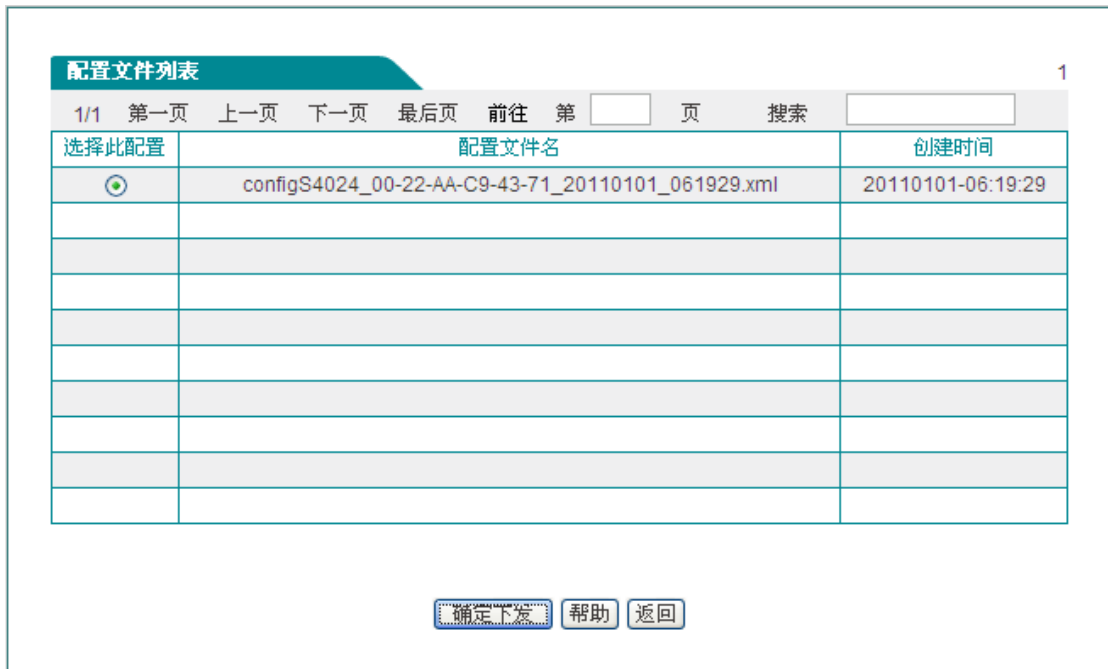 配置文件列表 1
1/1 第一页 上一页 下一页 最后页 前往 第 页 搜索
选择此配置 配置文件名 创建时间
configS4024_00-22-AA-C9-43-71_20110101_061929.xml 20110101-06:19:29
确定下发 帮助 返回